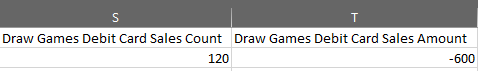 S T
Draw Games Debit Card Sales Count Draw Games Debit Card Sales Amount
120 -600